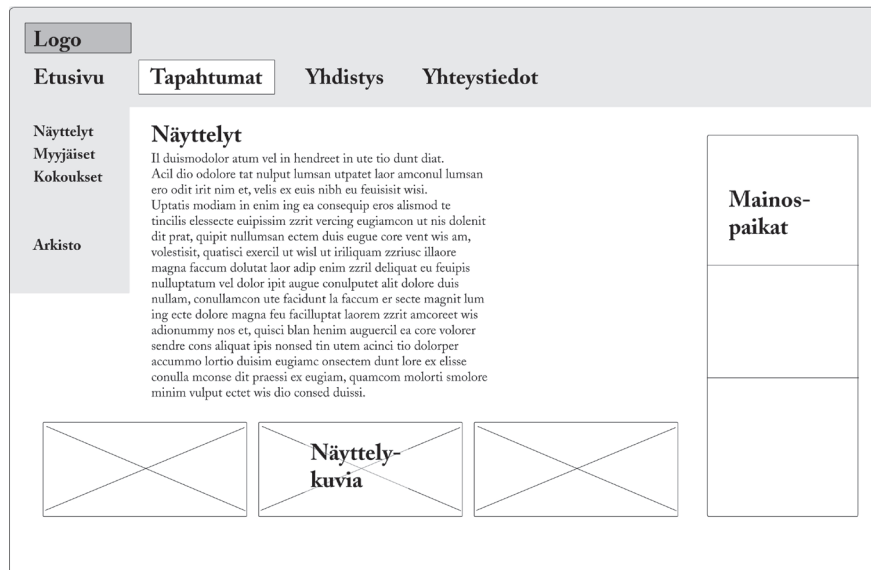 Logo
Etusivu Tapahtumat Yhdistys Yhteystiedot
Näyttelyt
Myyjäiset
Kokoukset
Arkisto
Näyttelyt
Il duismodolor atum vel in hendreet in ute tio dunt diat.
Acil dio odolore tat nulput lumsan utpatet laor amconul lumsan
ero odit irit nim et, velis ex euis nibh eu feuisisit wisi.
Uptatis modiam in enim ing ea consequip eros alismod te
tincilis elessecte euipissim zzrit vercing eugiamcon ut nis dolenit
dit prat, quipit nullumsan ectem duis eugue core vent wis am,
volestisit, quatisci exercil ut wisl ut iriliquam zzriusc illaore
magna faccum dolutat laor adip enim zzril deliquat eu feuipis
nulluptatum vel dolor ipit augue conulputet alit dolore duis
nullam, conullamcon ute facidunt la faccum er secte magnit lum
ing ecte dolore magna feu facilluptat laorem zzrit amcoreet wis
adionummy nos et, quisci blan henim auguercil ea core volorer
sendre cons aliquat ipis nonsed tin utem acinci tio dolorper
accummo lortio duisim eugiamc onsectem dunt lore ex elisse
conulla mconse dit praessi ex eugiam, quamcom molorti smolore
minim vulput ectet wis dio consed duissi.
Mainos-
paikat
Näyttely-
kuvia